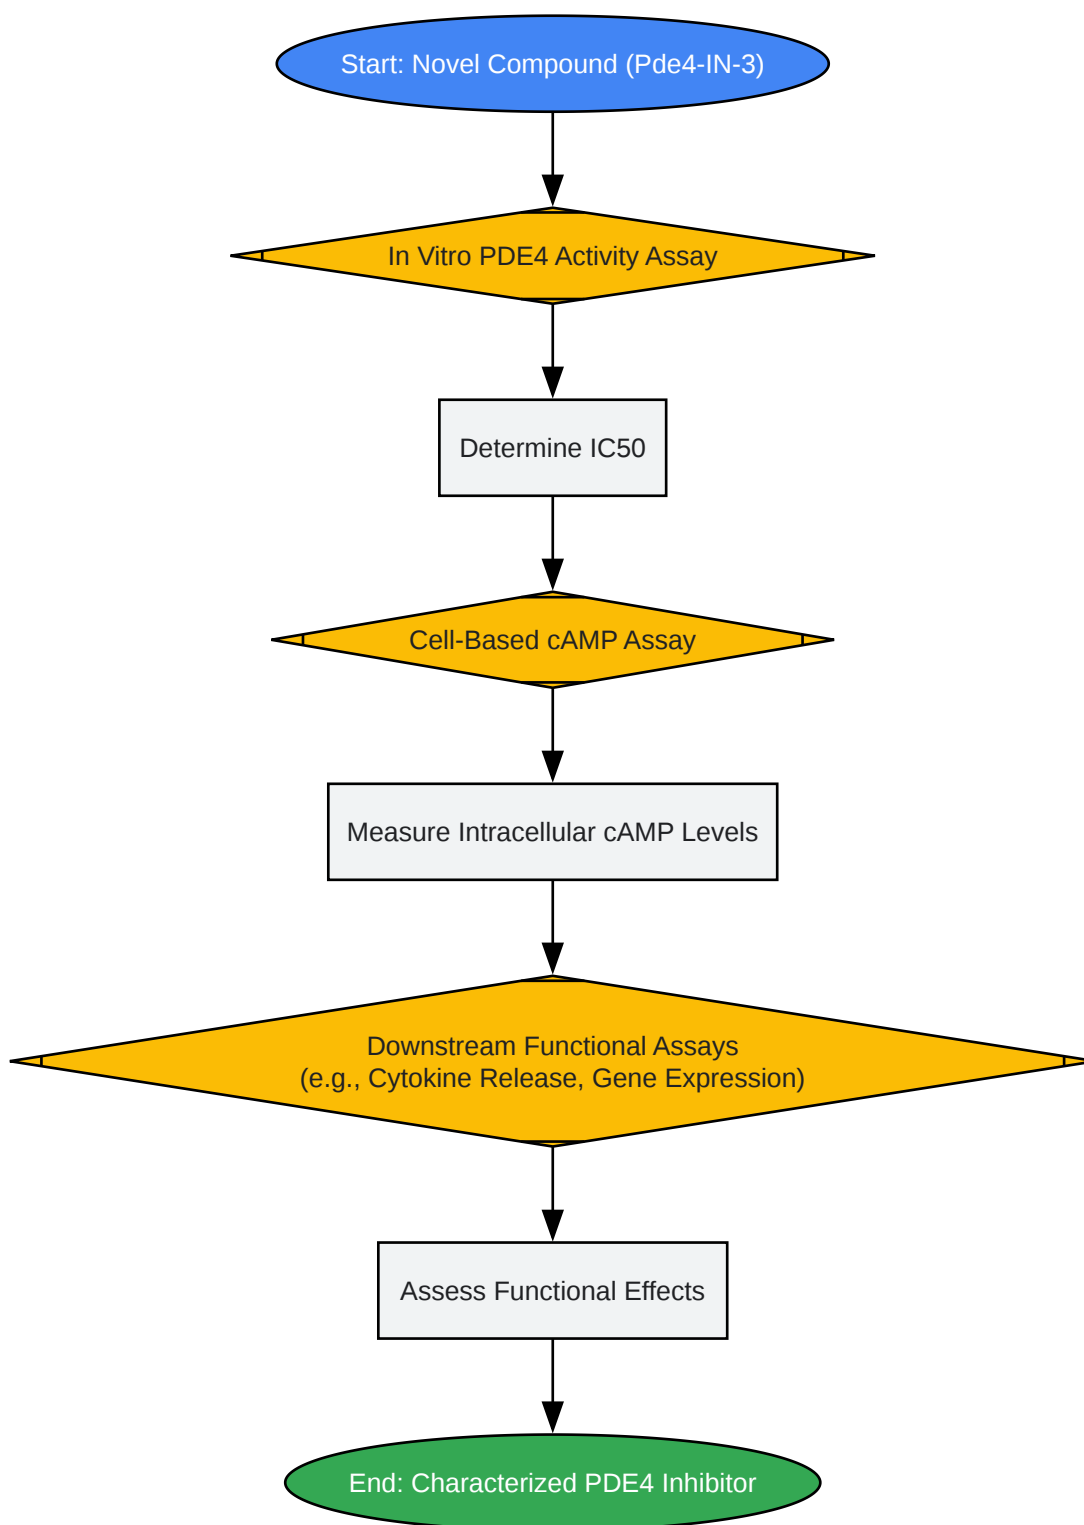 Start: Novel Compound (Pde4-IN-3)
In Vitro PDE4 Activity Assay
Determine IC50
Cell-Based cAMP Assay
Measure Intracellular cAMP Levels
Downstream Functional Assays
(e.g., Cytokine Release, Gene Expression)
Assess Functional Effects
End: Characterized PDE4 Inhibitor